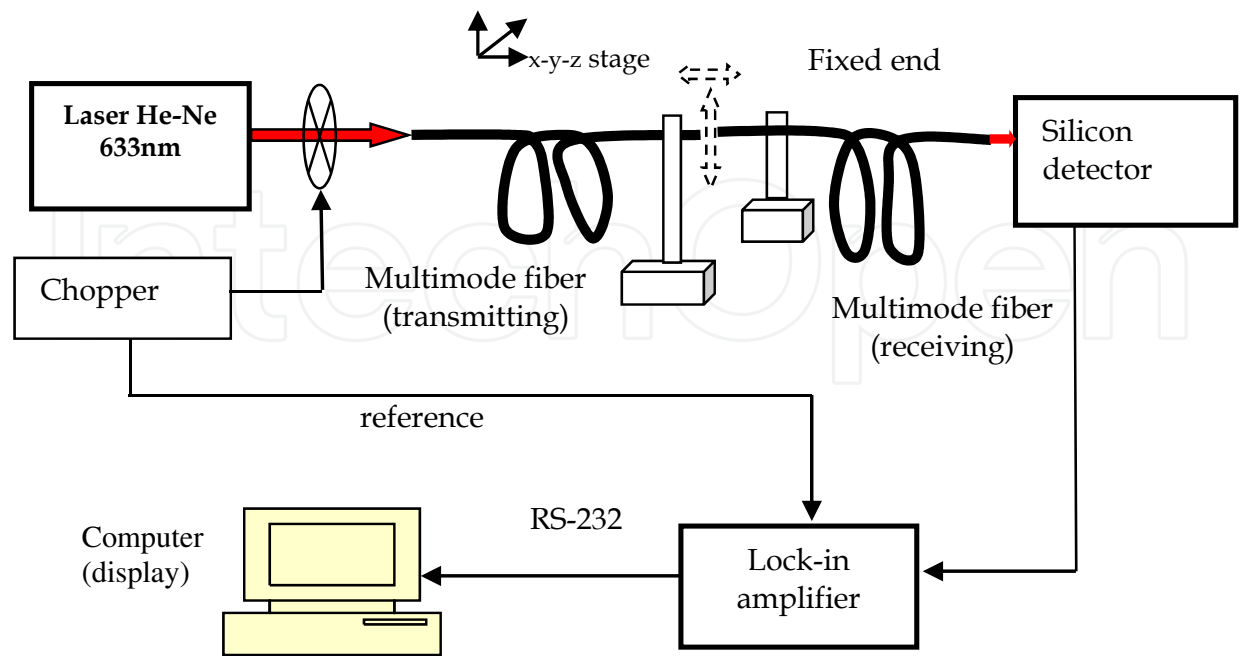 x-y-z stage
Fixed end
Laser He-Ne
633nm
Silicon
detector
Chopper
Multimode fiber
(transmitting)
Multimode fiber
(receiving)
IntechOpen
reference
RS-232
Computer
(display)
Lock-in
amplifier